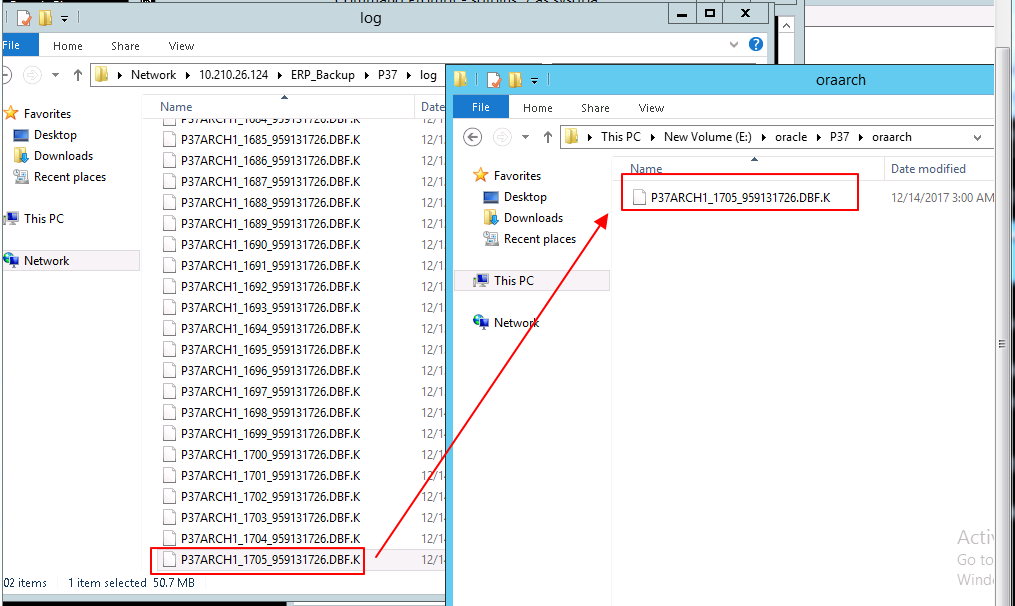 log
File Home Share View
Network 10.210.26.124 ERP_Backup P37 log
Favorites
Desktop
Downloads
Recent places
This PC
Network
Name Date
P37ARCH1_1684_959131726.DBF.K 12/1
P37ARCH1_1685_959131726.DBF.K 12/1
P37ARCH1_1686_959131726.DBF.K 12/1
P37ARCH1_1687_959131726.DBF.K 12/1
P37ARCH1_1688_959131726.DBF.K 12/1
P37ARCH1_1689_959131726.DBF.K 12/1
P37ARCH1_1690_959131726.DBF.K 12/1
P37ARCH1_1691_959131726.DBF.K 12/1
P37ARCH1_1692_959131726.DBF.K 12/1
P37ARCH1_1693_959131726.DBF.K 12/1
P37ARCH1_1694_959131726.DBF.K 12/1
P37ARCH1_1695_959131726.DBF.K 12/1
P37ARCH1_1696_959131726.DBF.K 12/1
P37ARCH1_1697_959131726.DBF.K 12/1
P37ARCH1_1698_959131726.DBF.K 12/1
P37ARCH1_1699_959131726.DBF.K 12/1
P37ARCH1_1700_959131726.DBF.K 12/1
P37ARCH1_1701_959131726.DBF.K 12/1
P37ARCH1_1702_959131726.DBF.K 12/1
P37ARCH1_1703_959131726.DBF.K 12/1
P37ARCH1_1704_959131726.DBF.K 12/1
P37ARCH1_1705_959131726.DBF.K 12/1
02 items 1 item selected 50.7 MB
oraarch
File Home Share View
This PC New Volume (E:) oracle P37 oraarch
Favorites
Desktop
Downloads
Recent places
This PC
Network
Name Date modified
P37ARCH1_1705_959131726.DBF.K 12/14/2017 3:00 AM
Activ
Go to
Windo